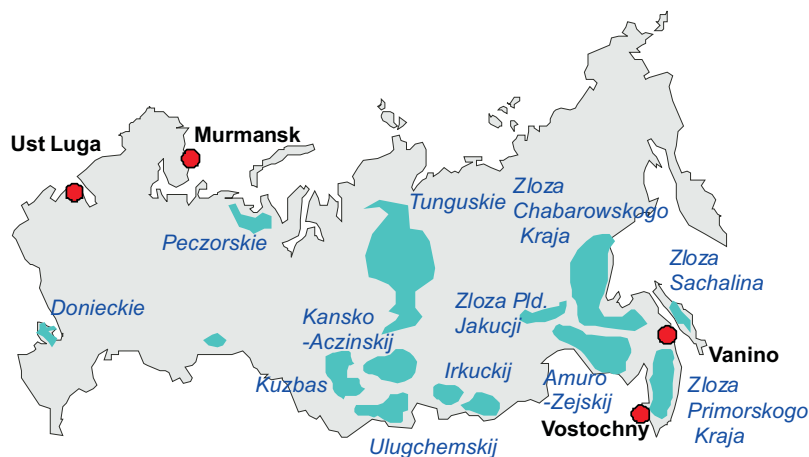 Ust Luga
Murmansk
Peczorskie
Donieckie
Tunguskie
Zloza
Chabarowskogo
Kraja
Zloza
Sachalina
Kansko
-Aczinskij
Zloza Pld.
Jakucji
Kuzbas
Irkuckij
Ulugchemskij
Amuro
-Zejskij
Vanino
Vostochny
Zloza
Primorskogo
Kraja